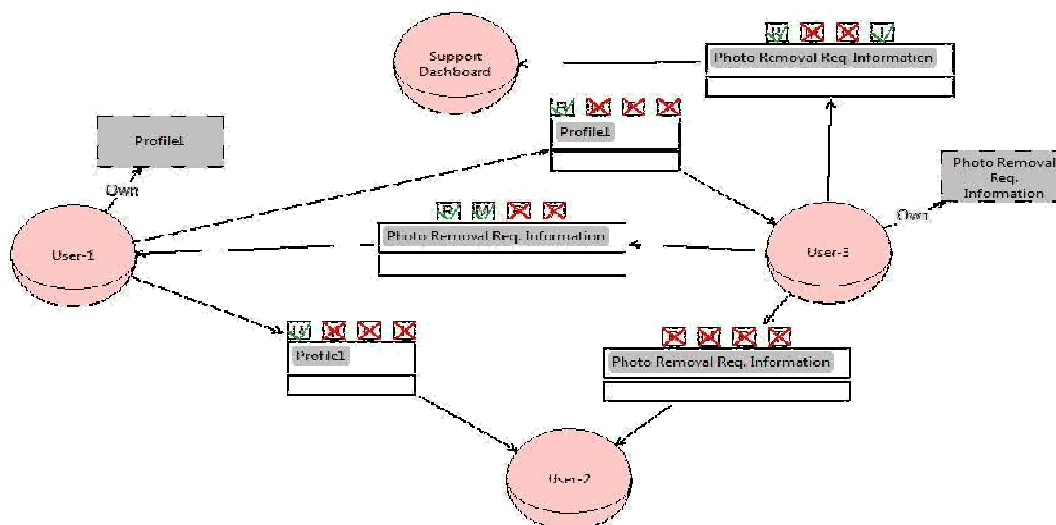 Support
Dashboard
Photo Removal Req. Information
Profile1
Profile1
Photo Removal
Req.
Information
Own
Own
Photo Removal Req. Information
User-1
User-3
Profile1
Photo Removal Req. Information
User-2